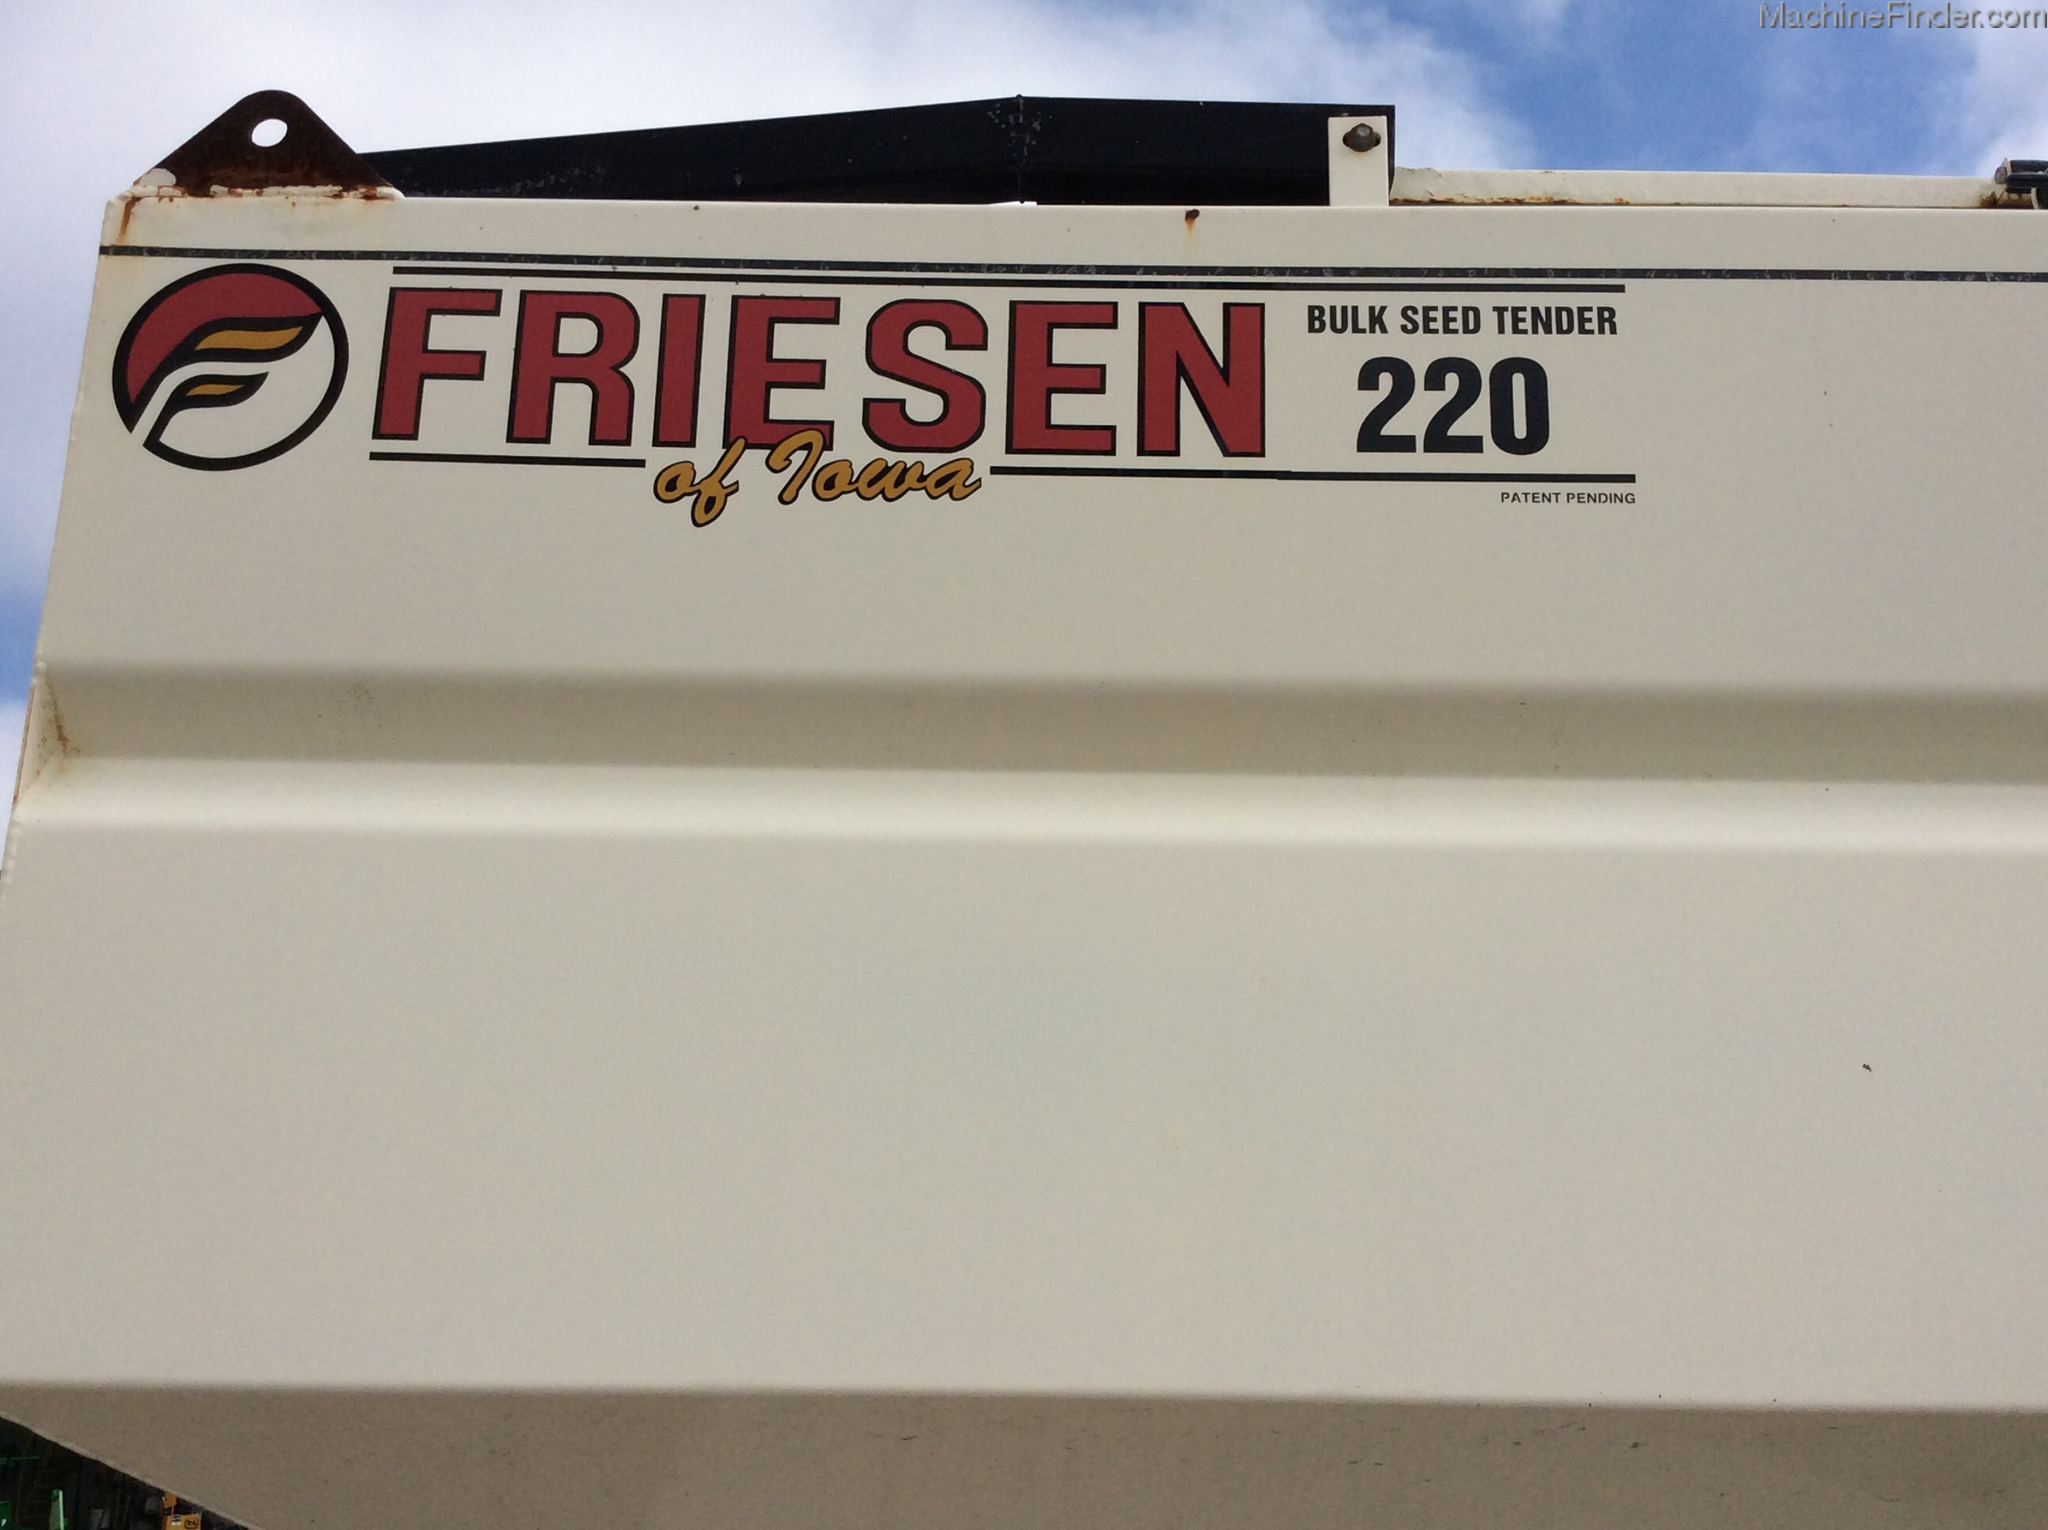 MachineFinder.com
FRIESEN
of Iowa
BULK SEED TENDER
220
PATENT PENDING